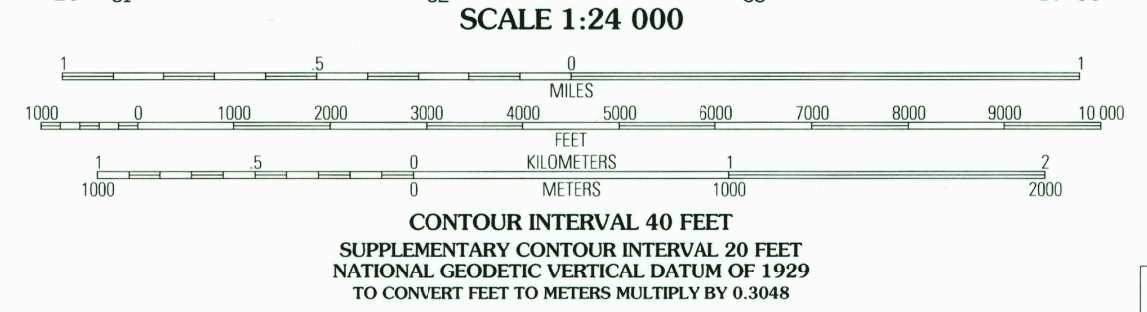 SCALE 1:24 000
1 .5 0 1
MILES
1000 0 1000 2000 3000 4000 5000 6000 7000 8000 9000 10 000
FEET
1 .5 0 KILOMETERS 1 2
1000 0 METERS 1000 2000
CONTOUR INTERVAL 40 FEET
SUPPLEMENTARY CONTOUR INTERVAL 20 FEET
NATIONAL GEODETIC VERTICAL DATUM OF 1929
TO CONVERT FEET TO METERS MULTIPLY BY 0.3048